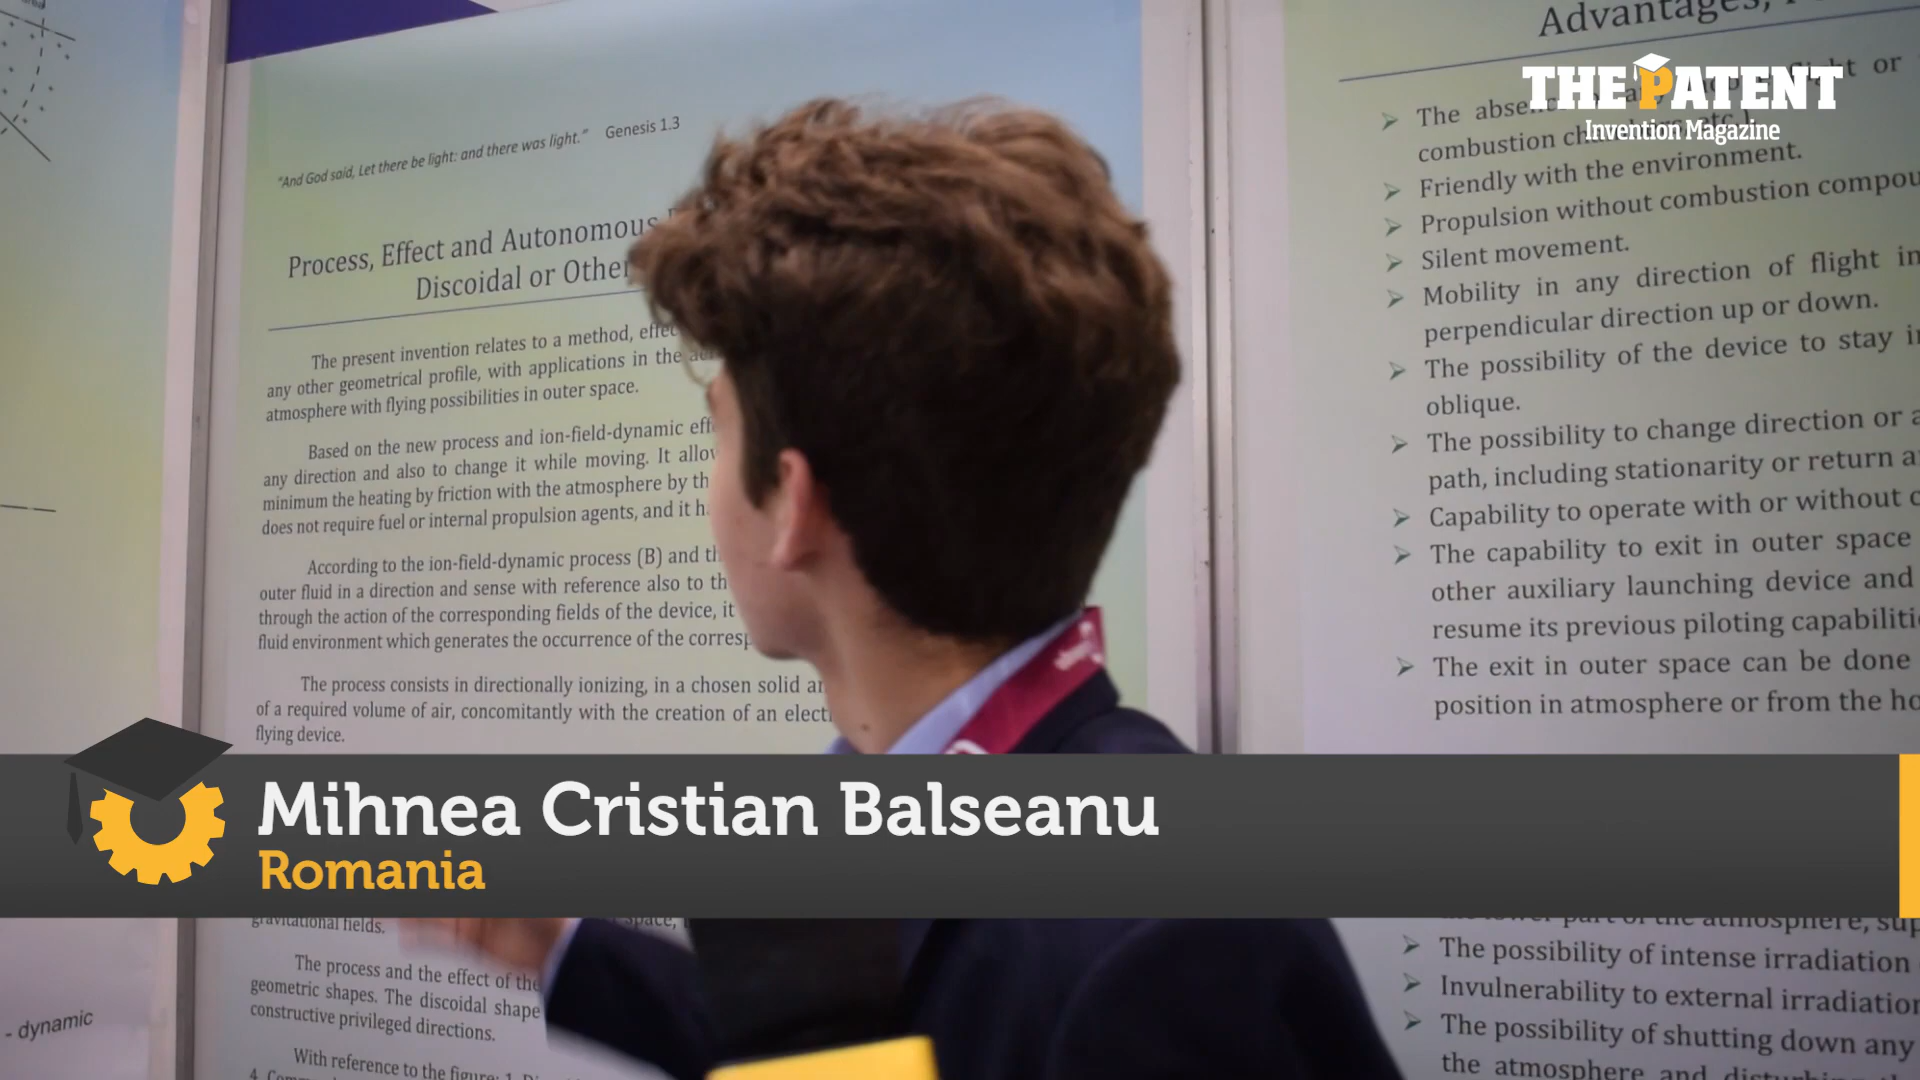 THE PATENT
Invention Magazine
Advantages,
"And God said, Let there be light: and there was light." Genesis 1.3
Process, Effect and Autonomous
Discoidal or Other
The present invention relates to a method,
any other geometrical profile, with applications in the
atmosphere with flying possibilities in outer space.
Based on the new process and ion-field-dynamic
any direction and also to change it while moving. It
minimum the heating by friction with the atmosphere by
does not require fuel or internal propulsion agents, and it
According to the ion-field-dynamic process (B) and
outer fluid in a direction and sense with reference also to
through the action of the corresponding fields of the device, it
fluid environment which generates the occurrence of the
The process consists in directionally ionizing, in a chosen solid
of a required volume of air, concomitantly with the creation of an
flying device.
gravitational fields.
space,
The process and the effect of the
geometric shapes. The discoidal shape
constructive privileged directions.
With reference to the figure: 1.
- dynamic
➢ The or
combustion
➢ Friendly with the environment.
➢ Propulsion without combustion
➢ Silent movement.
➢ Mobility in any direction of flight
perpendicular direction up or down.
➢ The possibility of the device to stay
oblique.
➢ The possibility to change direction or
path, including stationarity or return
➢ Capability to operate with or without
➢ The capability to exit in outer space
other auxiliary launching device and
resume its previous piloting
➢ The exit in outer space can be done
position in atmosphere or from the
part of the atmosphere,
➢ The possibility of intense irradiation
➢ Invulnerability to external
➢ The possibility of shutting down any
the atmosphere and
Mihnea Cristian Balseanu
Romania